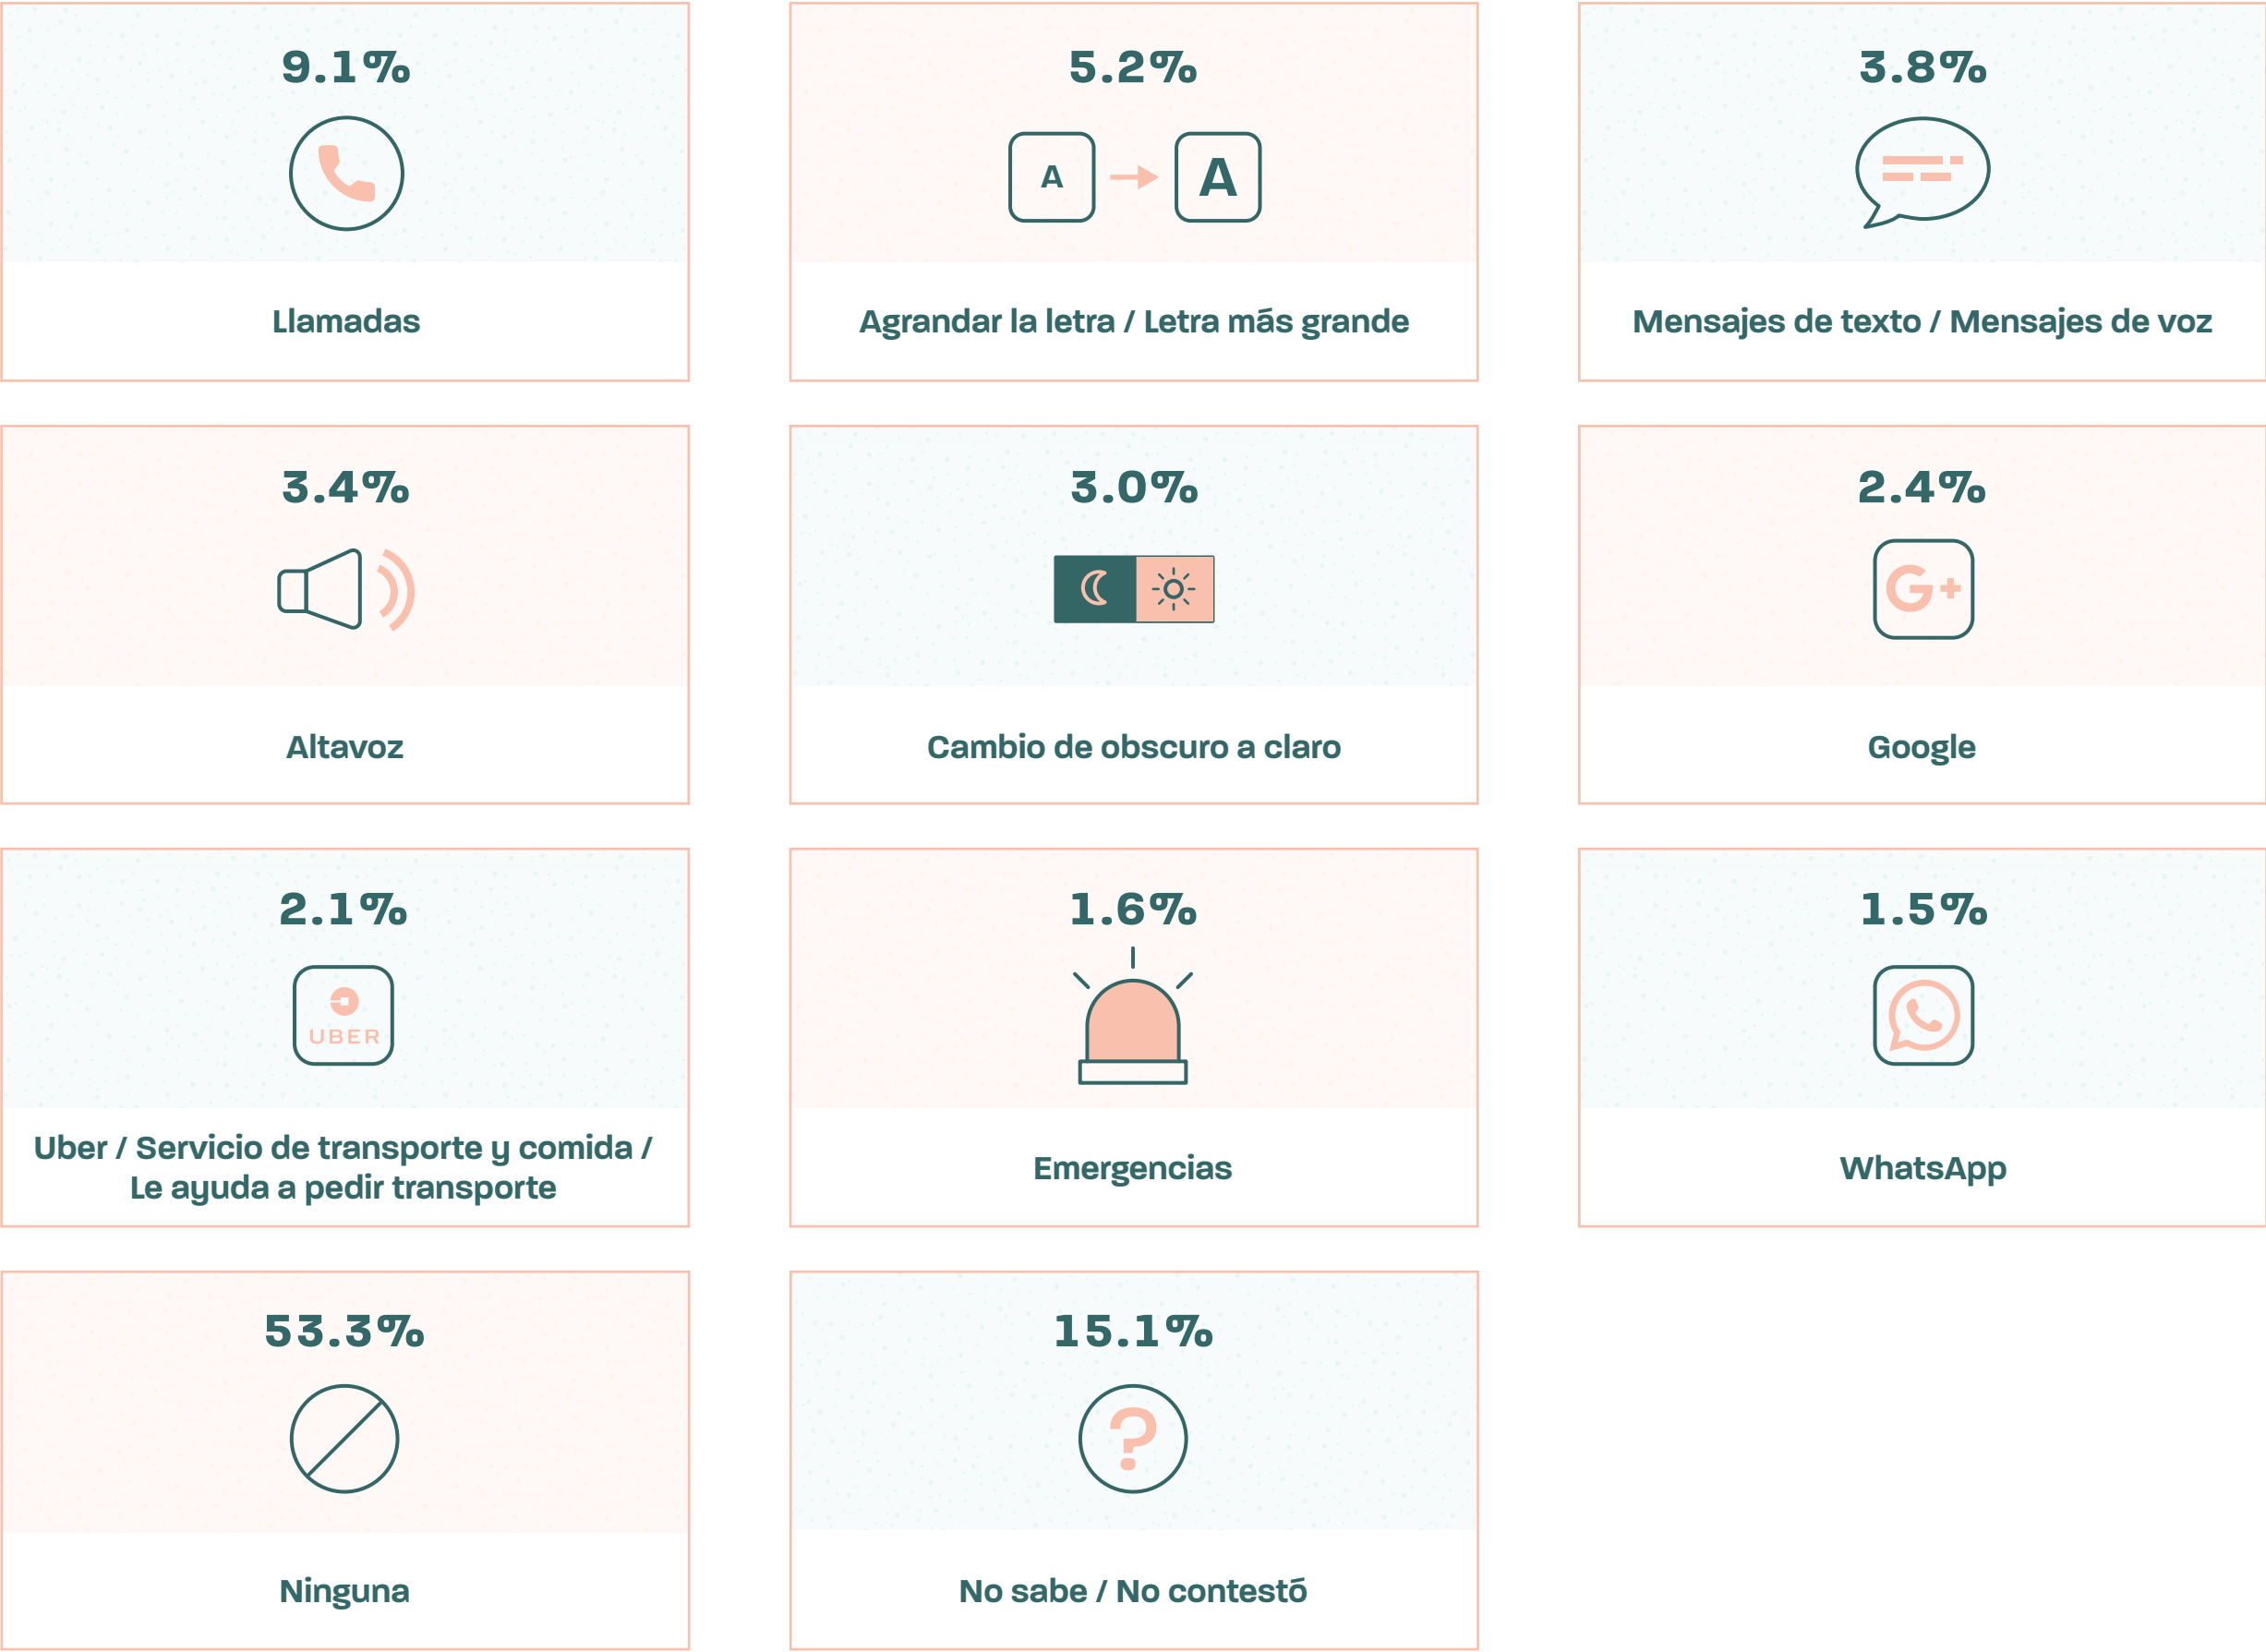 9.1%
Llamadas
5.2%
A A
Agrandar la letra / Letra más grande
3.8%
Mensajes de texto / Mensajes de voz
3.4%
Altavoz
3.0%
Cambio de obscuro a claro
2.4%
G+
Google
2.1%
UBER
Uber / Servicio de transporte y comida /
Le ayuda a pedir transporte
1.6%
Emergencias
1.5%
WhatsApp
53.3%
Ninguna
15.1%
?
No sabe / No contestó